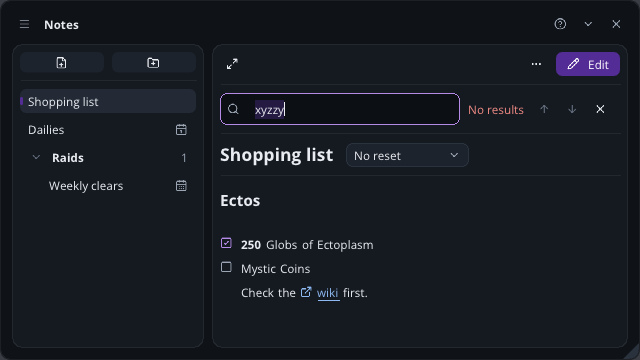 Notes
Edit
Shopping list
Dailies
Raids 1
Weekly clears
xyzzy
No results
Shopping list
No reset
Ectos
250 Globs of Ectoplasm
Mystic Coins
Check the wiki first.